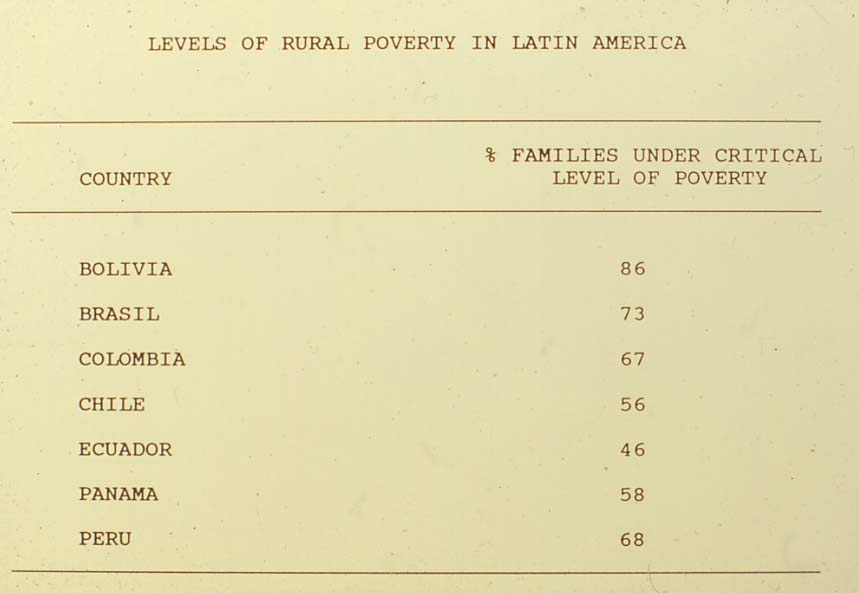 LEVELS OF RURAL POVERTY IN LATIN AMERICA
% FAMILIES UNDER CRITICAL
COUNTRY LEVEL OF POVERTY
BOLIVIA 86
BRASIL 73
COLOMBIA 67
CHILE 56
ECUADOR 46
PANAMA 58
PERU 68